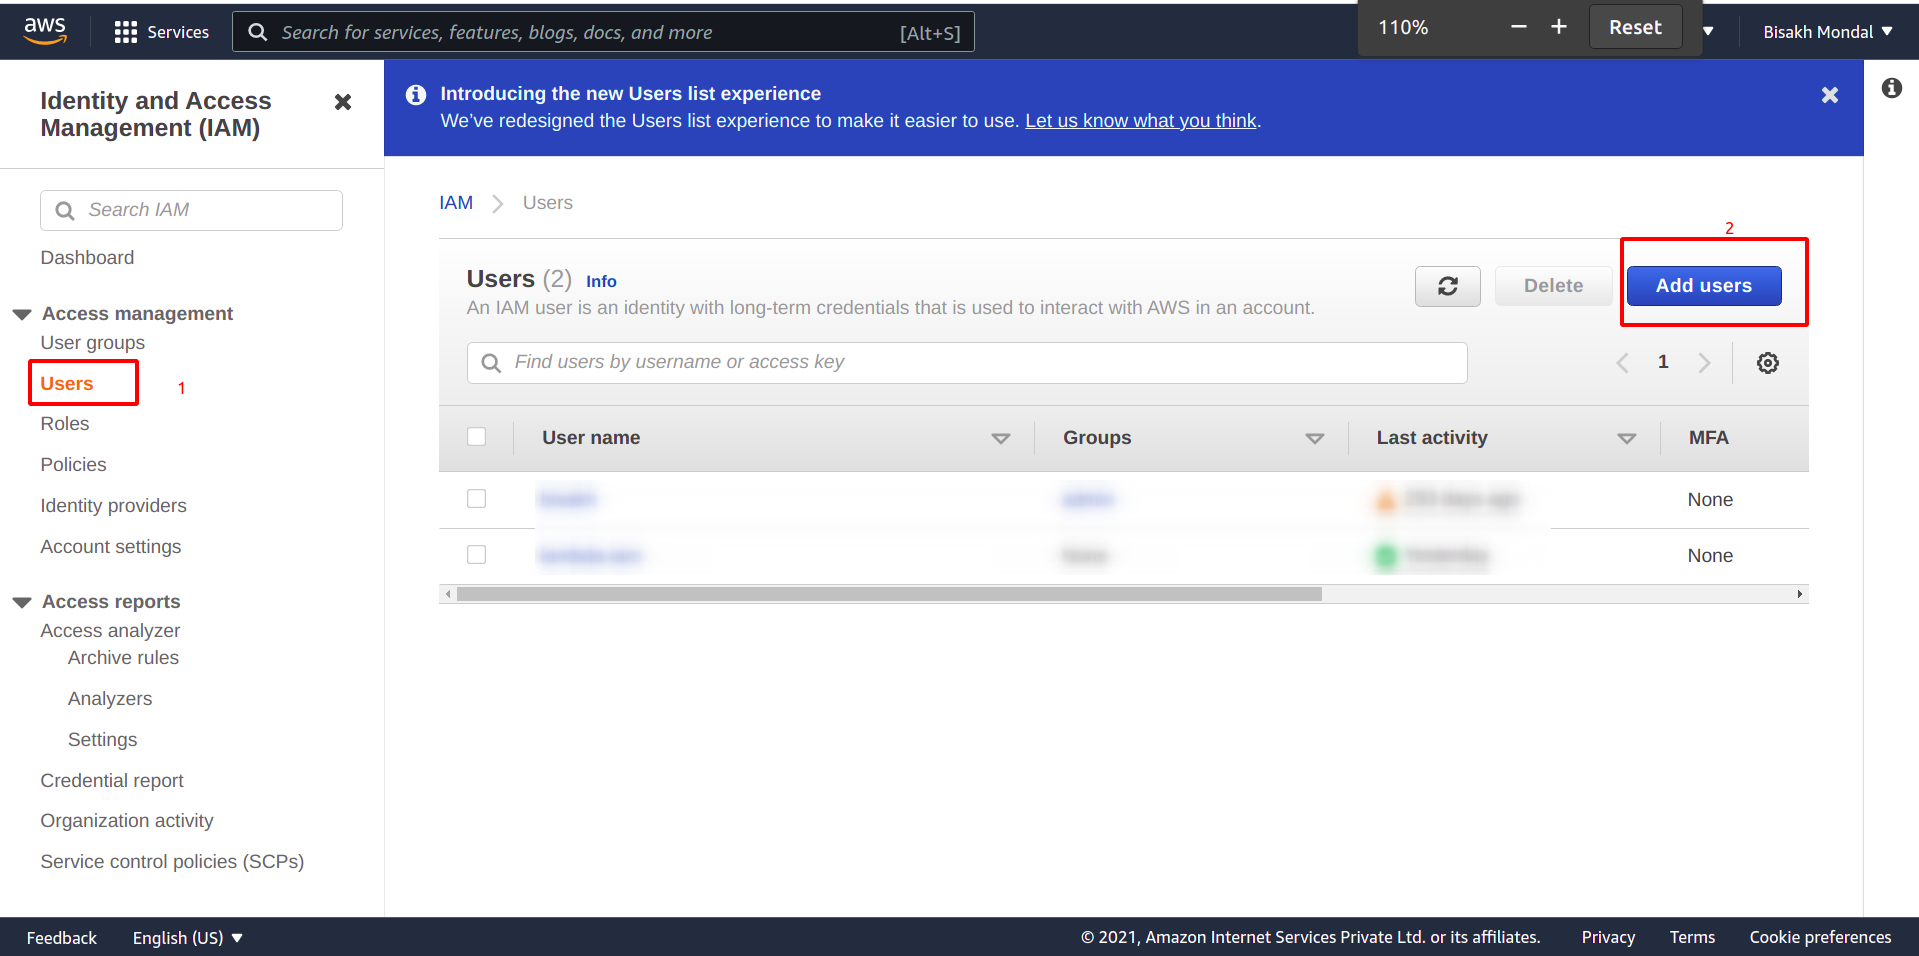 aws
Services
Search for services, features, blogs, docs, and more
[Alt+S]
110%
Reset
Bisakh Mondal
Identity and Access
Management (IAM)
Search IAM
Dashboard
Access management
User groups
Users
1
Roles
Policies
Identity providers
Account settings
Access reports
Access analyzer
Archive rules
Analyzers
Settings
Credential report
Organization activity
Service control policies (SCPs)
Introducing the new Users list experience
We've redesigned the Users list experience to make it easier to use. Let us know what you think.
IAM
Users
2
Users (2) Info
An IAM user is an identity with long-term credentials that is used to interact with AWS in an account.
Delete
Add users
Find users by username or access key
1
User name
Groups
Last activity
MFA
None
None
Feedback
English (US)
© 2021, Amazon Internet Services Private Ltd. or its affiliates.
Privacy
Terms
Cookie preferences